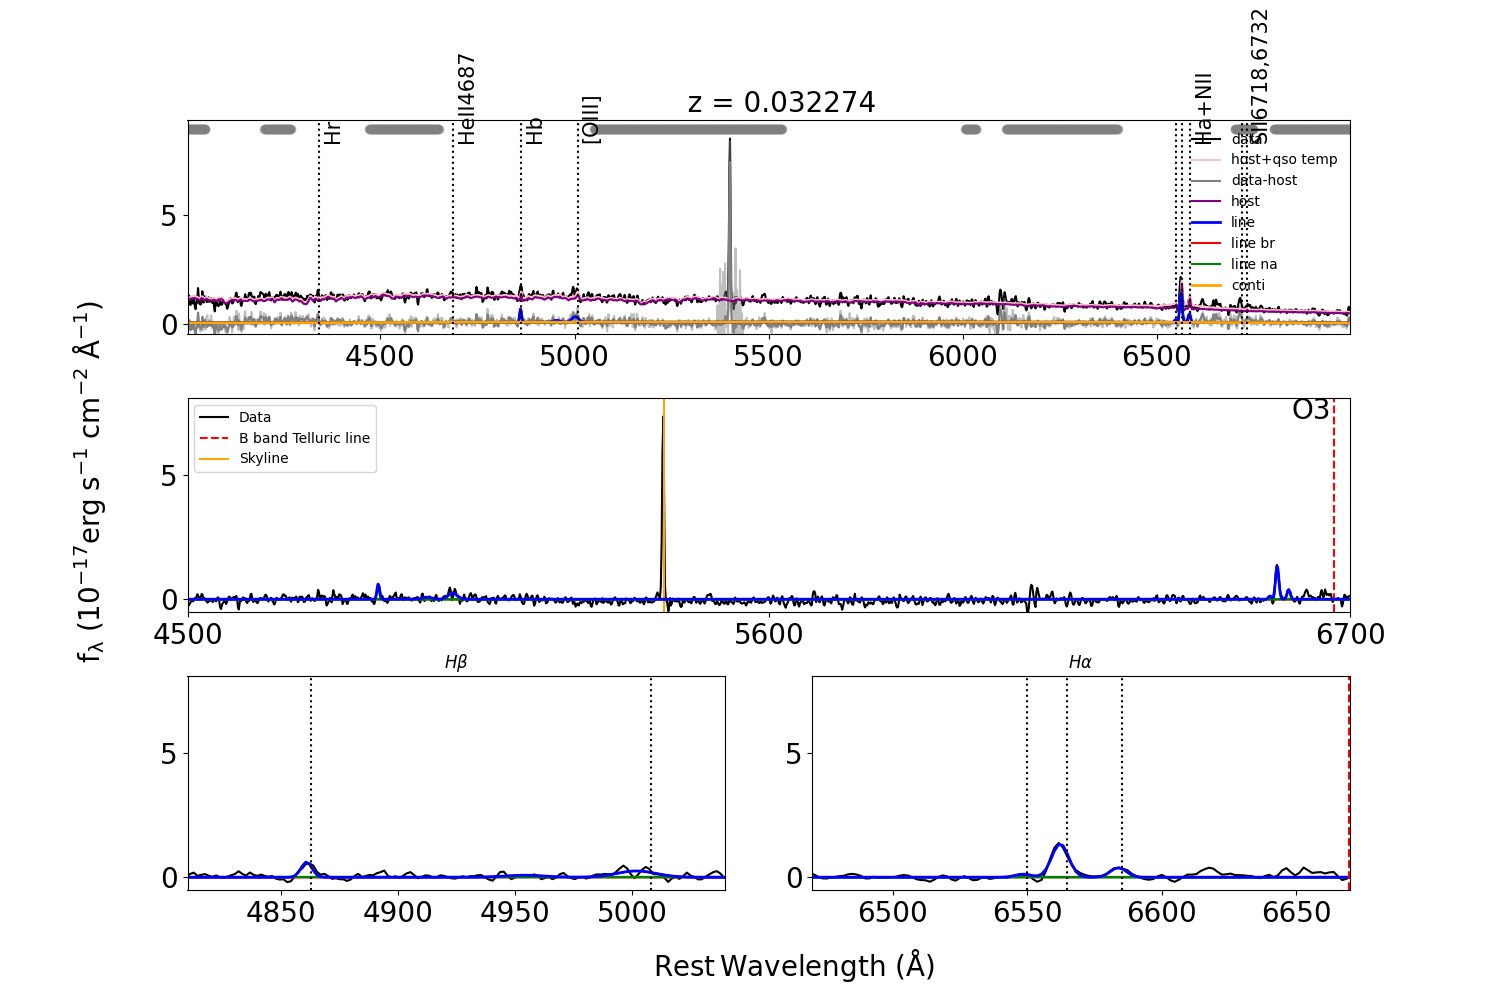 z = 0.032274
Hr
HeII4687
Hb
[OIII]
Ha+NII
SII6718,6732
data
host+qso temp
data-host
host
line
line br
line na
conti
5
0
4500
5000
5500
6000
6500
fλ (10−17erg s−1 cm−2 Å−1)
Data
B band Telluric line
Skyline
O3
5
0
4500
5600
6700
Hβ
5
0
4850
4900
4950
5000
Hα
5
0
6500
6550
6600
6650
Rest Wavelength (Å)